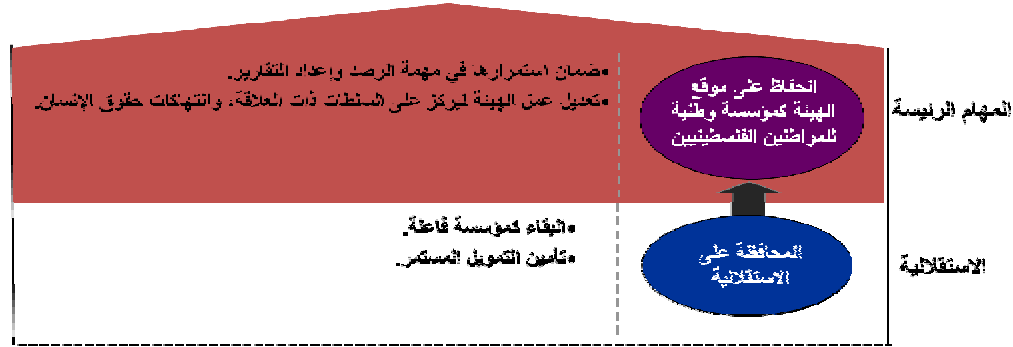 المهام الرئيسة
الحفاظ على موقع
الهيئة كمؤسسة وطنية
للمواطنين الفلسطينيين
•ضمان استمرارها في مهمة الرصد وإعداد التقارير.
•تعديل عمل الهيئة ليركز على السلطات ذات العلاقة، وانتهاكات حقوق الإنسان.
الاستقلالية
المحافظة على
الاستقلالية
•البقاء كمؤسسة فاعلة.
•تأمين التمويل المستمر.